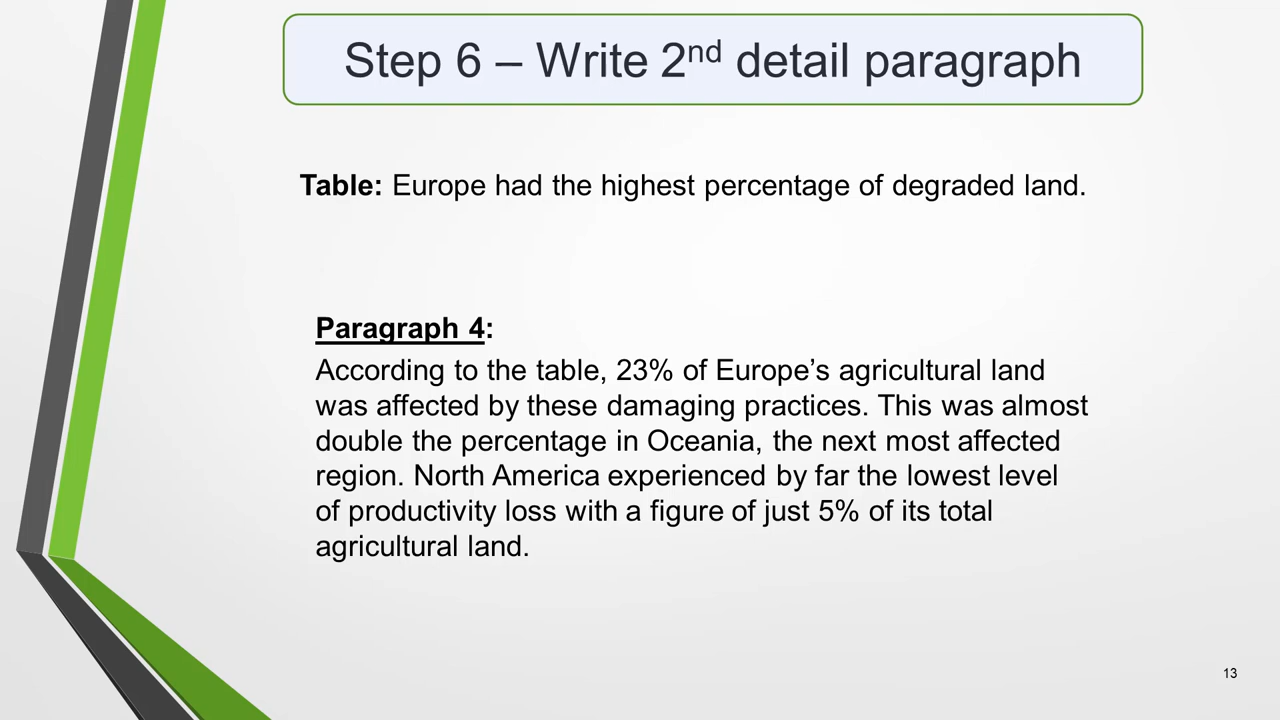 Step 6 – Write 2nd detail paragraph
Table: Europe had the highest percentage of degraded land.
Paragraph 4:
According to the table, 23% of Europe’s agricultural land
was affected by these damaging practices. This was almost
double the percentage in Oceania, the next most affected
region. North America experienced by far the lowest level
of productivity loss with a figure of just 5% of its total
agricultural land.
13